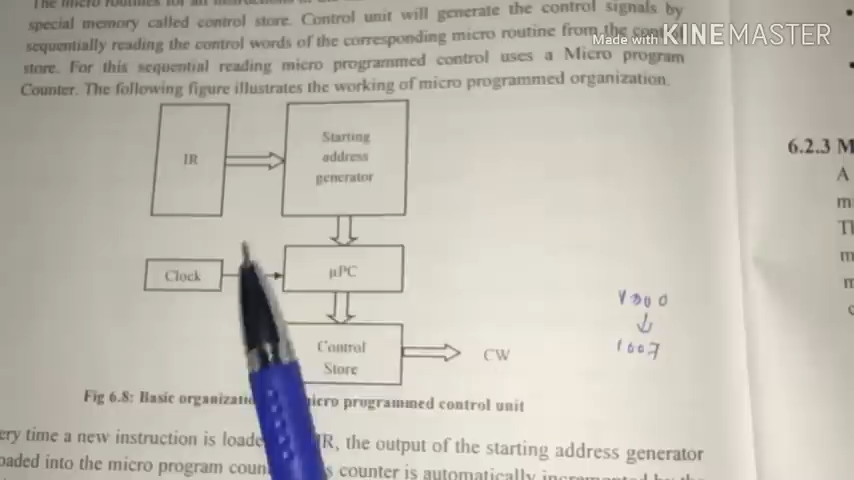 special memory called control store. Control unit will generate the control signals by
sequentially reading the control words of the corresponding micro routine from the
store. For this sequential reading micro programmed control uses a Micro program
Counter. The following figure illustrates the working of micro programmed organization.
Made with KINEMASTER
IR
Starting
address
generator
Clock
μPC
Control
Store
CW
1007
Fig 6.8: Basic micro programmed control unit
ery time a new instruction is loade IR, the output of the starting address generator
oaded into the micro program coun s counter is automatically incremented by the
6.2.3 M
A